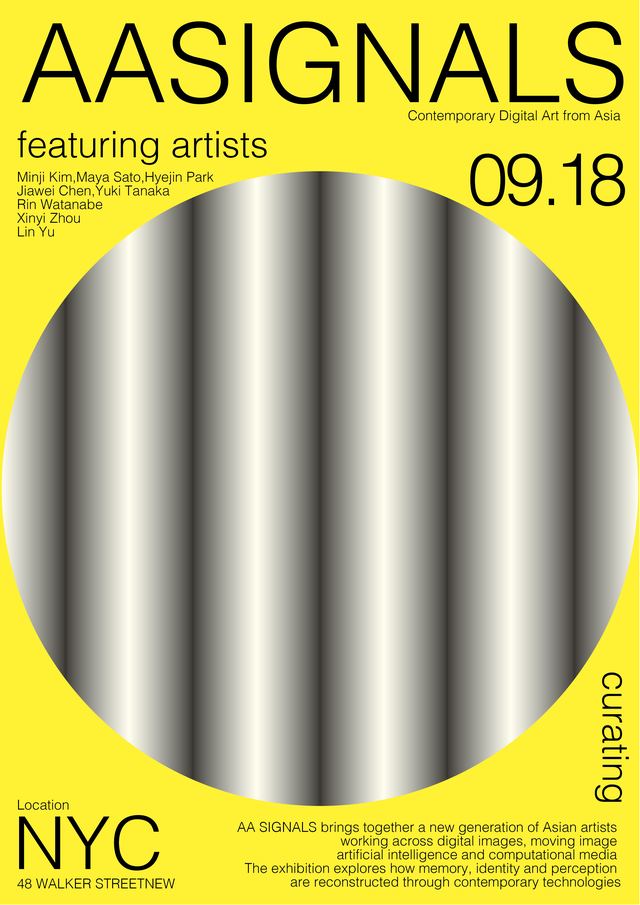 AASIGNALS
Contemporary Digital Art from Asia
featuring artists
Minji Kim,Maya Sato,Hyejin Park
Jiawei Chen,Yuki Tanaka
Rin Watanabe
Xinyi Zhou
Lin Yu
09.18
curating
Location
NYC
48 WALKER STREETNEW
AA SIGNALS brings together a new generation of Asian artists
working across digital images, moving image
artificial intelligence and computational media
The exhibition explores how memory, identity and perception
are reconstructed through contemporary technologies